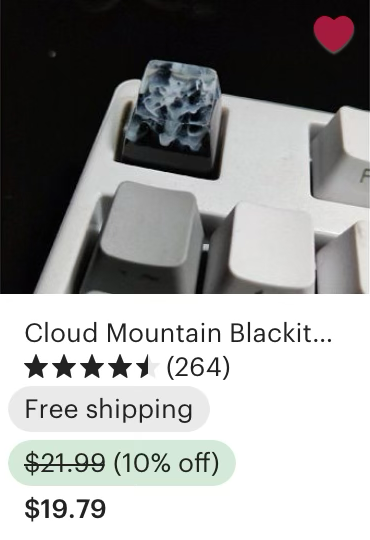 F
Cloud Mountain Blackit...
(264)
Free shipping
$21.99 (10% off)
$19.79